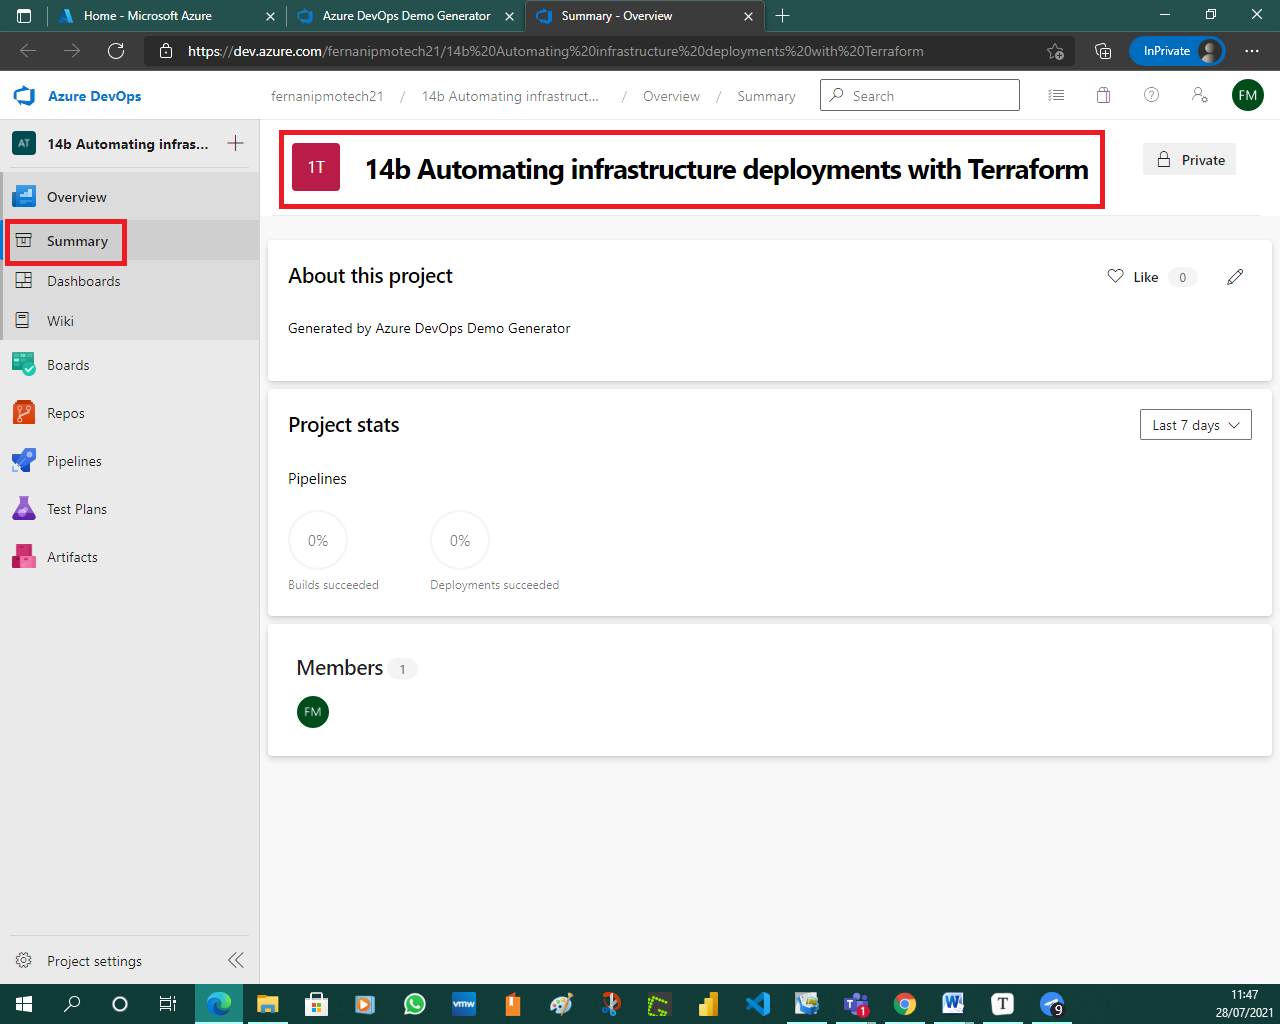 Home - Microsoft Azure
Azure DevOps Demo Generator
Summary - Overview
https://dev.azure.com/fernanipmotech21/14b%20Automating%20infrastructure%20deployments%20with%20Terraform
InPrivate
Azure DevOps
fernanipmotech21 / 14b Automating infrastruct... / Overview / Summary
Search
FM
AT 14b Automating infras...
1T 14b Automating infrastructure deployments with Terraform
Private
Overview
Summary
Dashboards
Wiki
Boards
Repos
Pipelines
Test Plans
Artifacts
About this project
Like 0
Generated by Azure DevOps Demo Generator
Project stats
Last 7 days
Pipelines
0% 0%
Builds succeeded Deployments succeeded
Members 1
FM
Project settings
vmw
W
T
1
9
11:47
28/07/2021